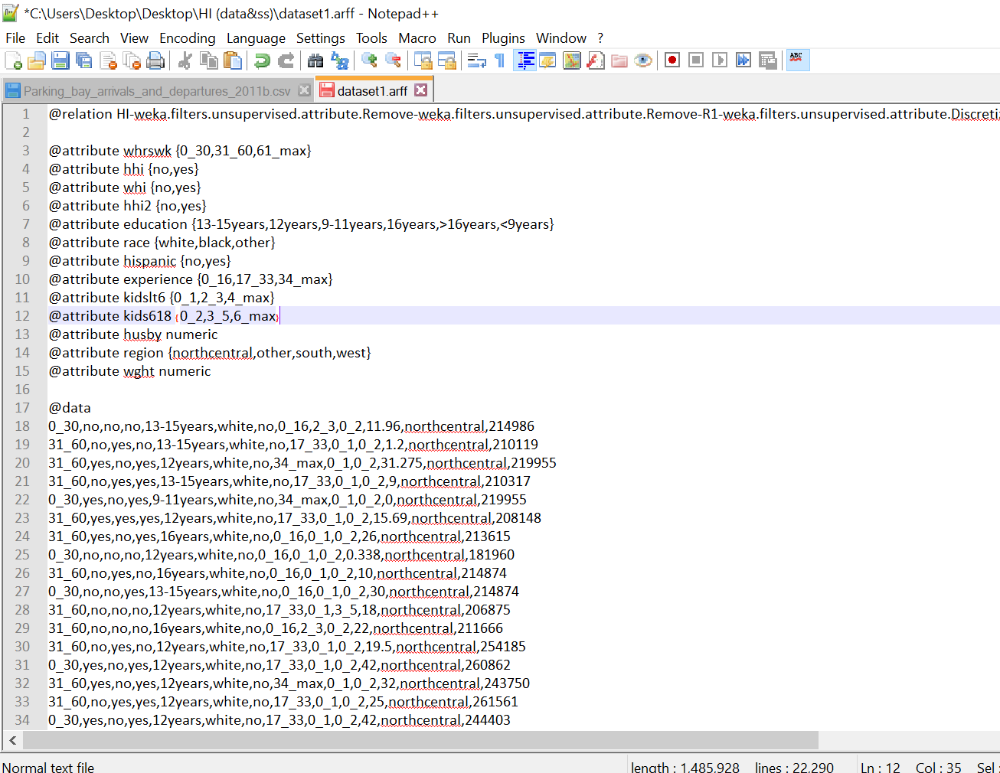 *C:\Users\Desktop\Desktop\HI (data&ss)\dataset1.arff - Notepad++
File Edit Search View Encoding Language Settings Tools Macro Run Plugins Window ?
ABC
Parking_bay_arrivals_and_departures_2011b.csv dataset1.arff
1 @relation HI-weka.filters.unsupervised.attribute.Remove-weka.filters.unsupervised.attribute.Remove-R1-weka.filters.unsupervised.attribute.Discreti
2
3 @attribute whrswk {0_30,31_60,61_max}
4 @attribute hhi {no,yes}
5 @attribute whi {no,yes}
6 @attribute hhi2 {no,yes}
7 @attribute education {13-15years,12years,9-11years,16years,>16years,<9years}
8 @attribute race {white,black,other}
9 @attribute hispanic {no,yes}
10 @attribute experience {0_16,17_33,34_max}
11 @attribute kidslt6 {0_1,2_3,4_max}
12 @attribute kids618 {0_2,3_5,6_max}
13 @attribute husby numeric
14 @attribute region {northcentral,other,south,west}
15 @attribute wght numeric
16
17 @data
18 0_30,no,no,no,13-15years,white,no,0_16,2_3,0_2,11.96,northcentral,214986
19 31_60,no,yes,no,13-15years,white,no,17_33,0_1,0_2,1.2,northcentral,210119
20 31_60,yes,no,yes,12years,white,no,34_max,0_1,0_2,31.275,northcentral,219955
21 31_60,no,yes,yes,13-15years,white,no,17_33,0_1,0_2,9,northcentral,210317
22 0_30,yes,no,yes,9-11years,white,no,34_max,0_1,0_2,0,northcentral,219955
23 31_60,yes,yes,yes,12years,white,no,17_33,0_1,0_2,15.69,northcentral,208148
24 31_60,yes,no,yes,16years,white,no,0_16,0_1,0_2,26,northcentral,213615
25 0_30,no,no,no,12years,white,no,0_16,0_1,0_2,0.338,northcentral,181960
26 31_60,no,yes,no,16years,white,no,0_16,0_1,0_2,10,northcentral,214874
27 0_30,no,no,yes,13-15years,white,no,0_16,0_1,0_2,30,northcentral,214874
28 31_60,no,no,no,12years,white,no,17_33,0_1,3_5,18,northcentral,206875
29 31_60,no,no,no,16years,white,no,0_16,2_3,0_2,22,northcentral,211666
30 31_60,no,yes,no,12years,white,no,17_33,0_1,0_2,19.5,northcentral,254185
31 0_30,yes,no,yes,12years,white,no,17_33,0_1,0_2,42,northcentral,260862
32 31_60,yes,no,yes,12years,white,no,34_max,0_1,0_2,32,northcentral,243750
33 31_60,no,yes,yes,12years,white,no,17_33,0_1,0_2,25,northcentral,261561
34 0_30,yes,no,yes,12years,white,no,17_33,0_1,0_2,42,northcentral,244403
Normal text file length : 1,485,928 lines : 22,290 Ln : 12 Col : 35 Sel :